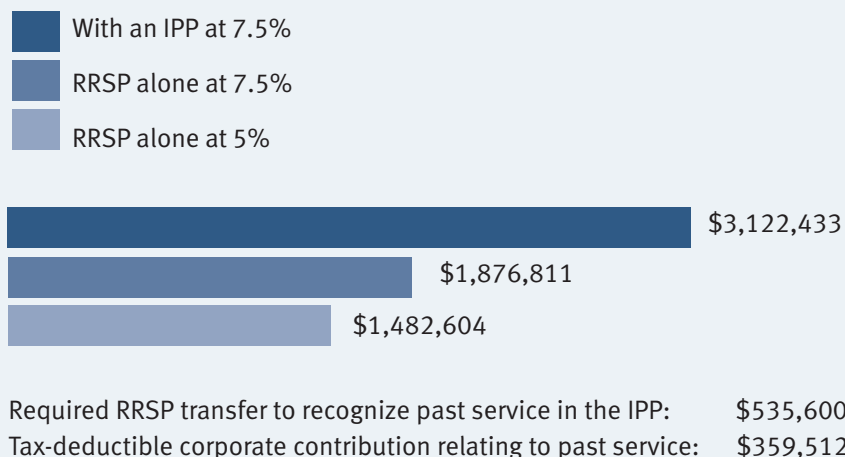 With an IPP at 7.5%
RRSP alone at 7.5%
RRSP alone at 5%
$3,122,433
$1,876,811
$1,482,604
Required RRSP transfer to recognize past service in the IPP: $535,600
Tax-deductible corporate contribution relating to past service: $359,512